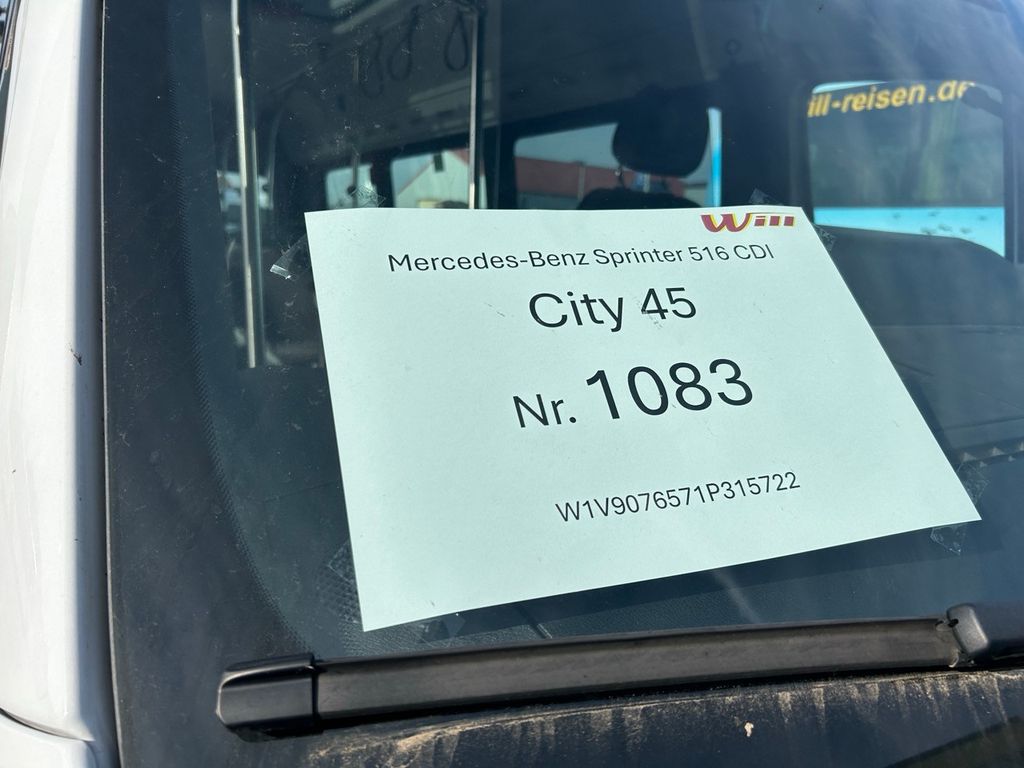 ill-reisen.de
Will
Mercedes-Benz Sprinter 516 CDI
City 45
Nr. 1083
W1V9076571P315722